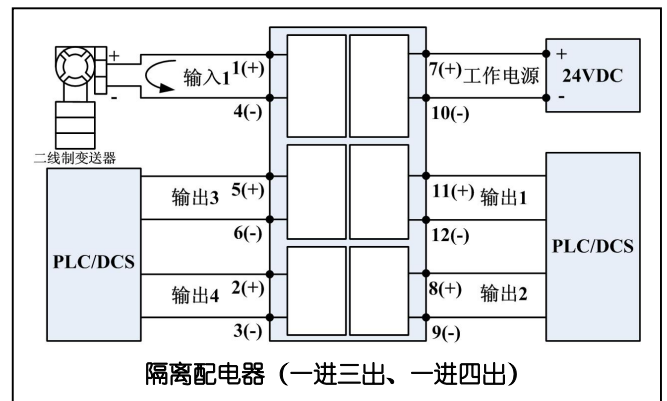 +
-
二线制变送器
输入1
1(+)
4(-)
7(+)
工作电源
10(-)
+
24VDC
-
PLC/DCS
输出3
5(+)
6(-)
输出4
2(+)
3(-)
11(+)
输出1
12(-)
8(+)
输出2
9(-)
PLC/DCS
隔离配电器（一进三出、一进四出）